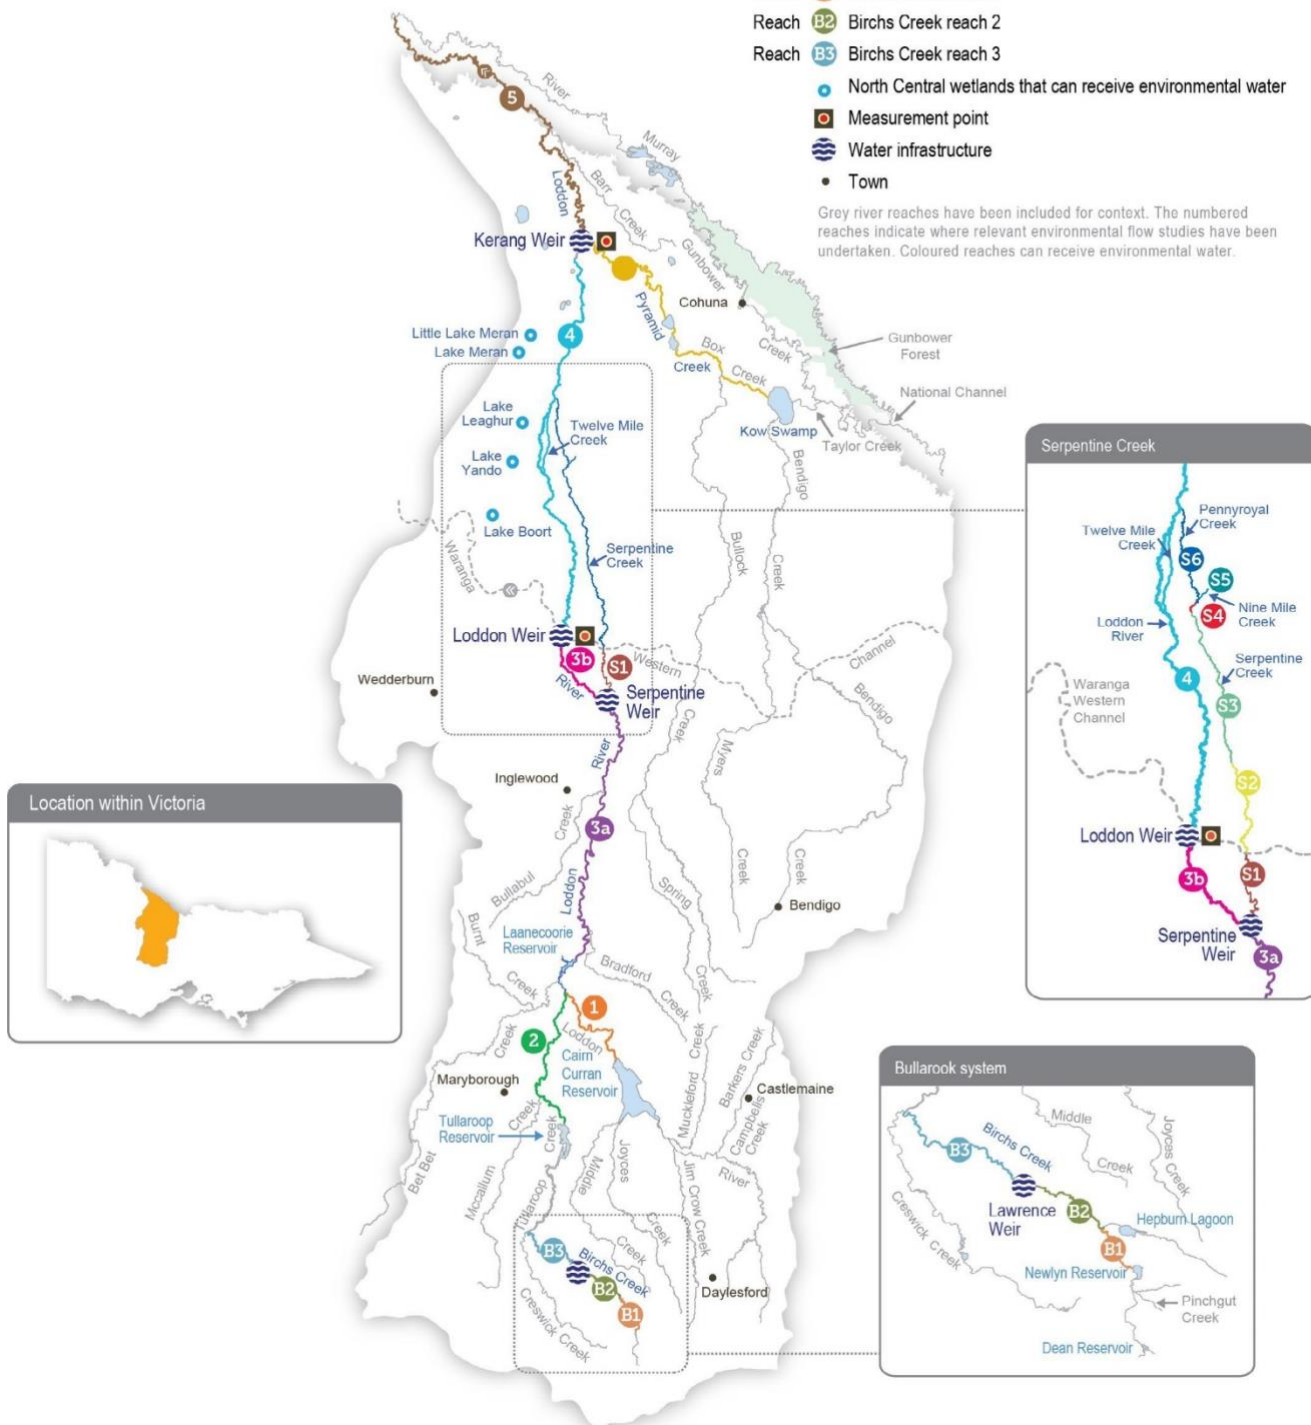 Reach B2 Birchs Creek reach 2
Reach B3 Birchs Creek reach 3
North Central wetlands that can receive environmental water
Measurement point
Water infrastructure
Town
Grey river reaches have been included for context. The numbered
reaches indicate where relevant environmental flow studies have been
undertaken. Coloured reaches can receive environmental water.
River
Murray
5
Loddon
Barr
Creek
Kerang Weir
Gunbower
Pyramid
Cohuna
Little Lake Meran
Lake Meran
4
Box
Creek
Creek
Creek
Gunbower
Forest
National Channel
Lake
Leaghur
Twelve Mile
Creek
Kow Swamp
Taylor Creek
Lake
Yando
Bendigo
Lake Boort
Waranga
Serpentine
Creek
Bullock
Creek
Loddon Weir
3b
S1
Western
Channel
River
Wedderburn
Serpentine
Weir
Creek
Bendigo
River
Myers
Inglewood
Creek
3a
Bullabul
Loddon
Spring
Creek
Creek
Bendigo
Burnt
Laanecoorie
Reservoir
Bradford
Creek
Creek
Creek
1
2
Creek
Loddon
Cairn
Curran
Reservoir
Creek
Muckleford
Barkers Creek
Campbells
Creek
Castlemaine
Maryborough
Creek
Tullaroop
Reservoir
Creek
Bet Bet
Mccallum
Middle
Joyces
Jim Crow Creek
River
Tullaroop
Creek
Creek
B3
Birchs Creek
B2
B1
Creswick Creek
Daylesford
Location within Victoria
Serpentine Creek
Pennyroyal
Creek
Twelve Mile
Creek
S6
S5
Nine Mile
Creek
S4
Loddon
River
Serpentine
Creek
4
S3
Waranga
Western
Channel
S2
Loddon Weir
3b
S1
Serpentine
Weir
3a
Bullarook system
Middle
Creek
Joyces Creek
Birchs Creek
B3
Lawrence
Weir
B2
Hepburn Lagoon
B1
Creswick Creek
Newlyn Reservoir
Pinchgut
Creek
Dean Reservoir